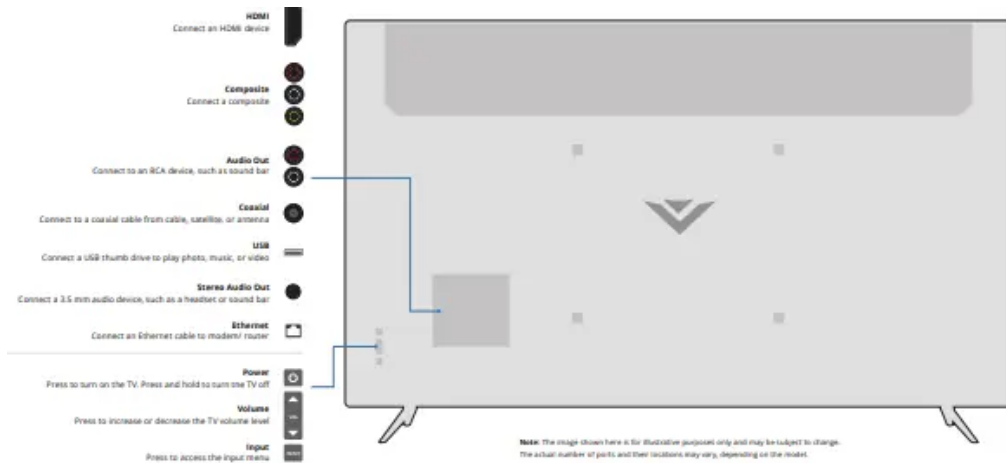 HDMI
Connect an HDMI device
Composite
Connect a composite
Audio Out
Connect to an RCA device, such as sound bar
Coaxial
Connect to a coaxial cable from cable, satellite, or antenna
USB
Connect a USB thumb drive to play photo, music, or video
Stereo Audio Out
Connect a 3.5 mm audio device, such as a headset or sound bar
Ethernet
Connect an Ethernet cable to modem/ router
Power
Press to turn on the TV. Press and hold to turn the TV off
Volume
Press to increase or decrease the TV volume level
VOL
Input
Press to access the input menu
Note: The image shown here is for illustrative purposes only and may be subject to change.
The actual number of ports and their locations may vary, depending on the model.